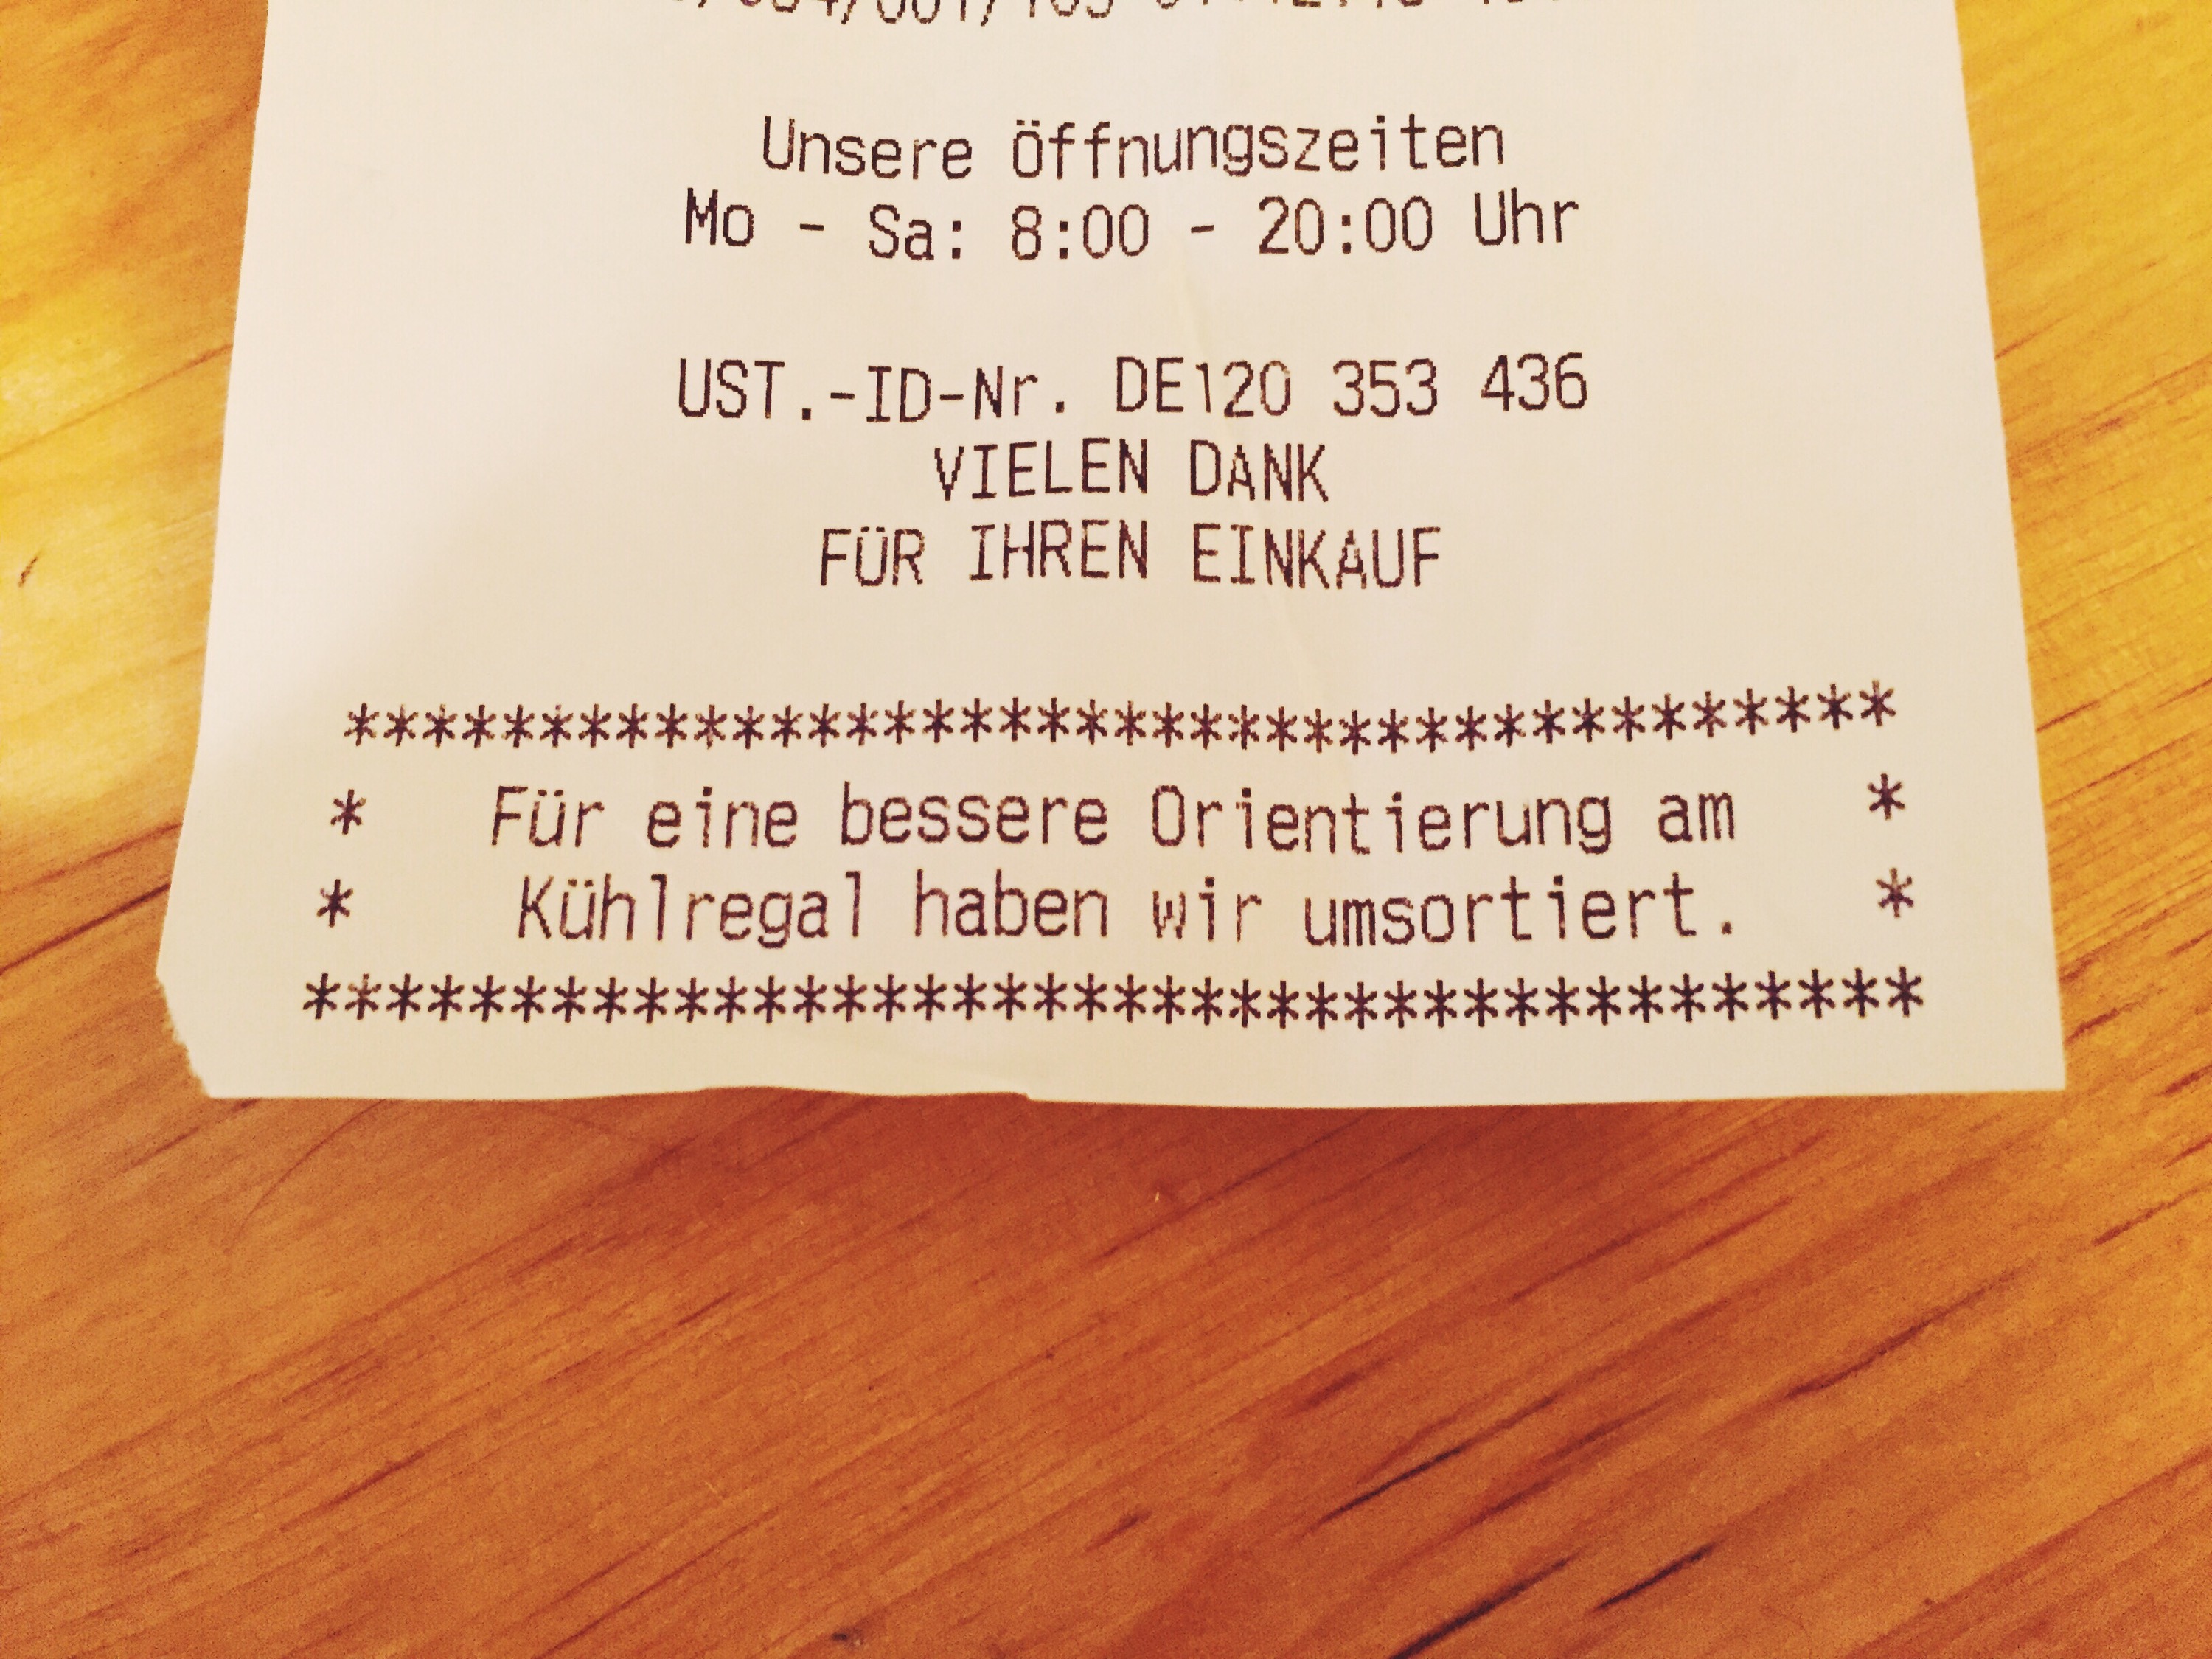 Unsere Öffnungszeiten
Mo - Sa: 8:00 - 20:00 Uhr
UST.-ID-Nr. DE120 353 436
VIELEN DANK
FÜR IHREN EINKAUF
****************************************
* Für eine bessere Orientierung am *
* Kühlregal haben wir umsortiert. *
****************************************